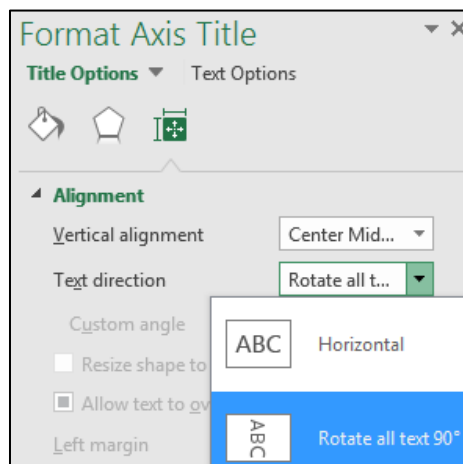 Format Axis Title
Title Options Text Options
Alignment
Vertical alignment Center Mid...
Text direction Rotate all t...
Custom angle
ABC Horizontal
Resize shape to
Allow text to ov
ABC Rotate all text 90°
Left margin